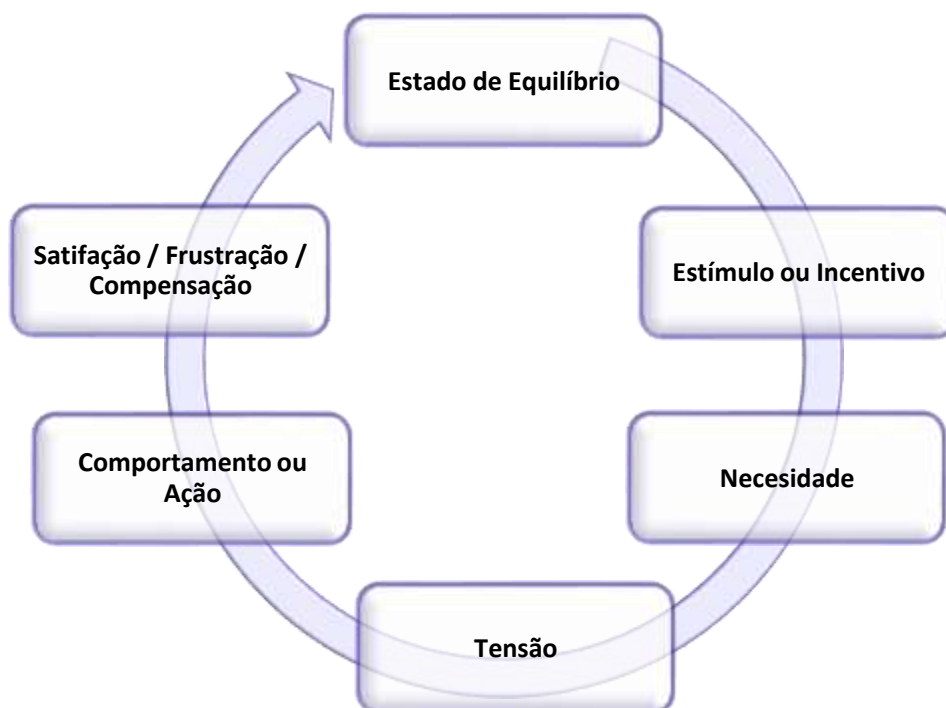 Estado de Equilíbrio
Estímulo ou Incentivo
Necesidade
Tensão
Comportamento ou
Ação
Satifação / Frustração /
Compensação